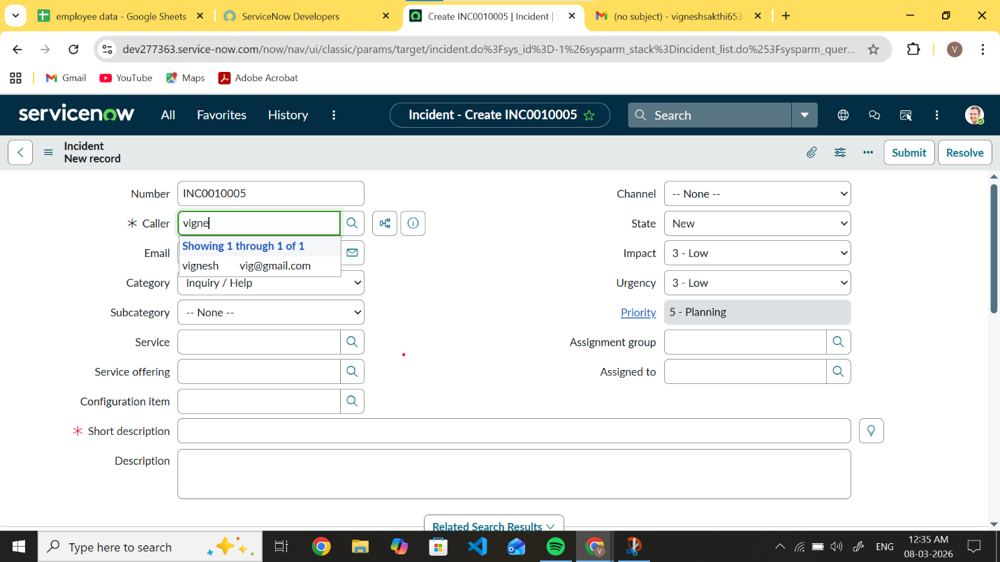 employee data - Google Sheets
ServiceNow Developers
Create INC0010005 | Incident | S
(no subject) - vigneshsakthi653
dev277363.service-now.com/now/nav/ui/classic/params/target/incident.do%3Fsys_id%3D-1%26sysparm_stack%3Dincident_list.do%253Fsysparm_quer...
V
Gmail
YouTube
Maps
Adobe Acrobat
servicenow
All
Favorites
History
Incident - Create INC0010005
Search
Incident
New record
Submit
Resolve
Number
INC0010005
Channel
-- None --
Caller
vigne
State
New
Showing 1 through 1 of 1
Email
vignesh vig@gmail.com
Impact
3 - Low
Category
Inquiry / Help
Urgency
3 - Low
Subcategory
-- None --
Priority
5 - Planning
Service
Assignment group
Service offering
Assigned to
Configuration item
Short description
Description
Related Search Results
Type here to search
ENG
12:35 AM
08-03-2026